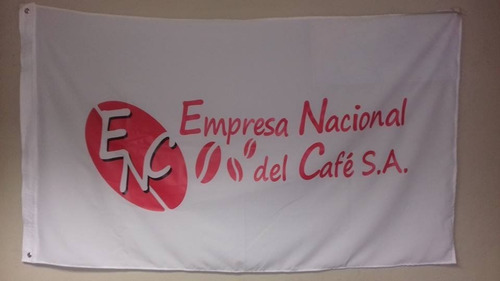 ENC
Empresa Nacional
del Café S.A.